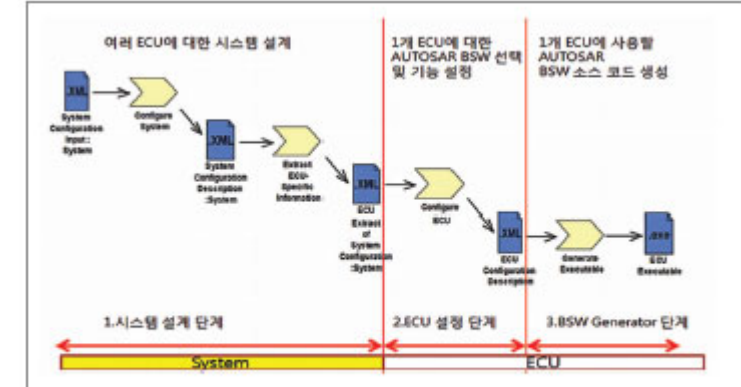 여러 ECU에 대한 시스템 설계
1개 ECU에 대한
AUTOSAR BSW 선택
및 기능 설정
1개 ECU에 사용할
AUTOSAR
BSW 소스 코드 생성
.XML
System
Configuration
Input::
System
Configure
System
.XML
System
Configuration
Description
::System
Extract
ECU-
Specific
Information
.XML
ECU
Extract
of
System
Configuration
::System
Configure
ECU
.XML
ECU
Configuration
Description
Generate
Executable
.exe
ECU
Executable
1.시스템 설계 단계
2.ECU 설정 단계
3.BSW Generator 단계
System
ECU